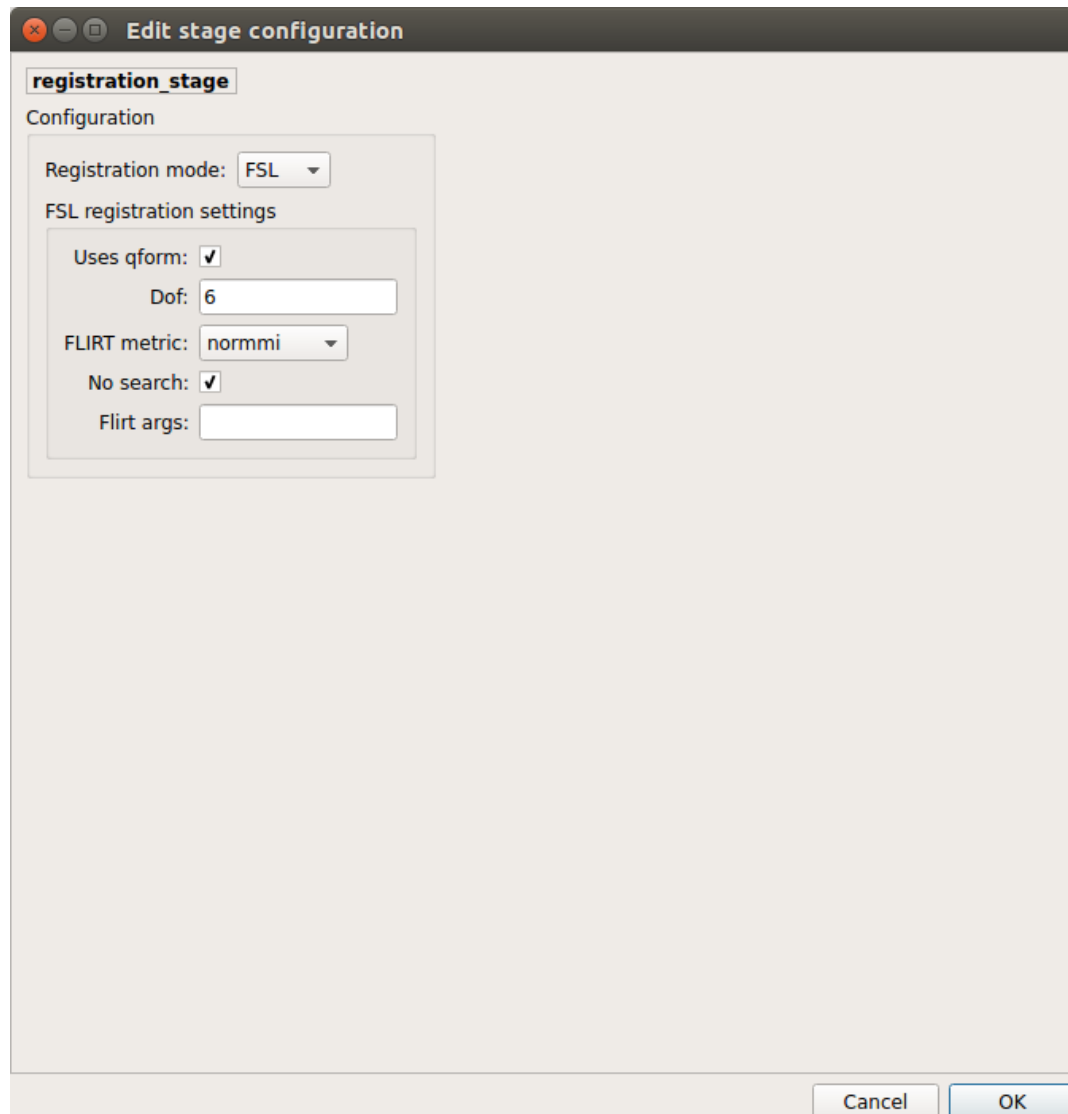 Edit stage configuration
registration_stage
Configuration
Registration mode: FSL
FSL registration settings
Uses qform:
Dof: 6
FLIRT metric: normmi
No search:
Flirt args:
Cancel OK